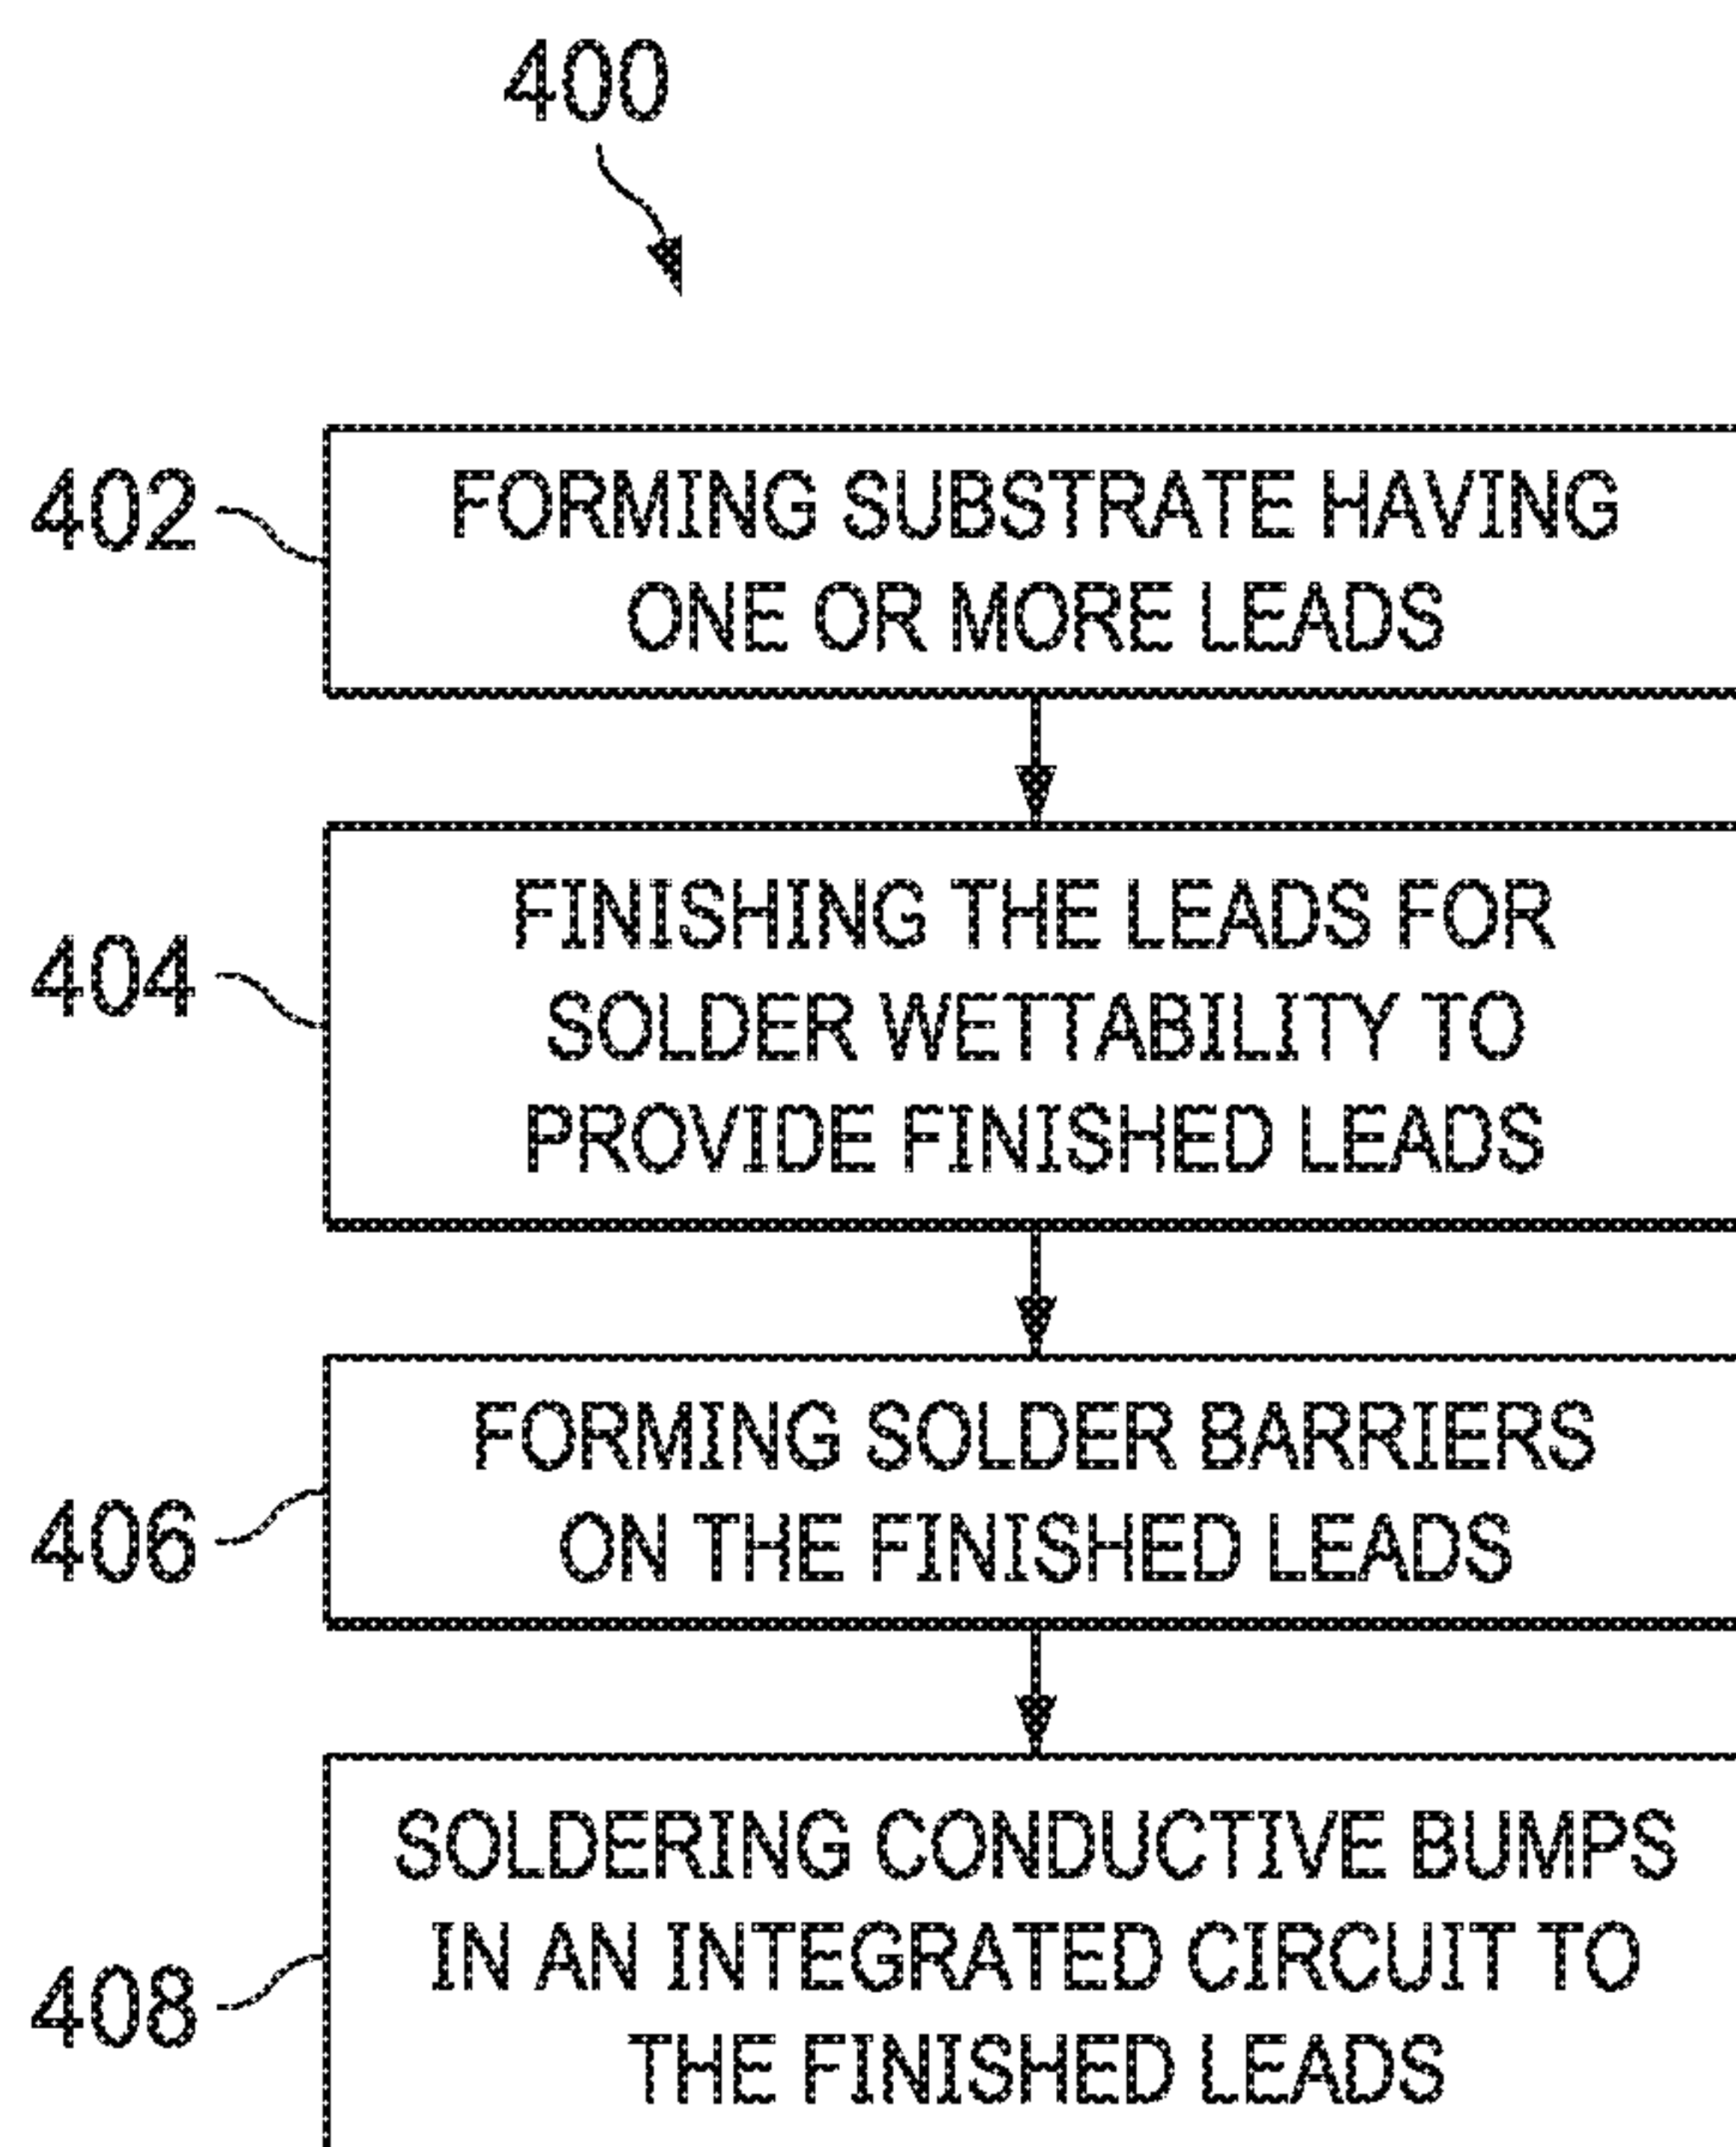 400
402
FORMING SUBSTRATE HAVING
ONE OR MORE LEADS
404
FINISHING THE LEADS FOR
SOLDER WETTABILITY TO
PROVIDE FINISHED LEADS
406
FORMING SOLDER BARRIERS
ON THE FINISHED LEADS
408
SOLDERING CONDUCTIVE BUMPS
IN AN INTEGRATED CIRCUIT TO
THE FINISHED LEADS